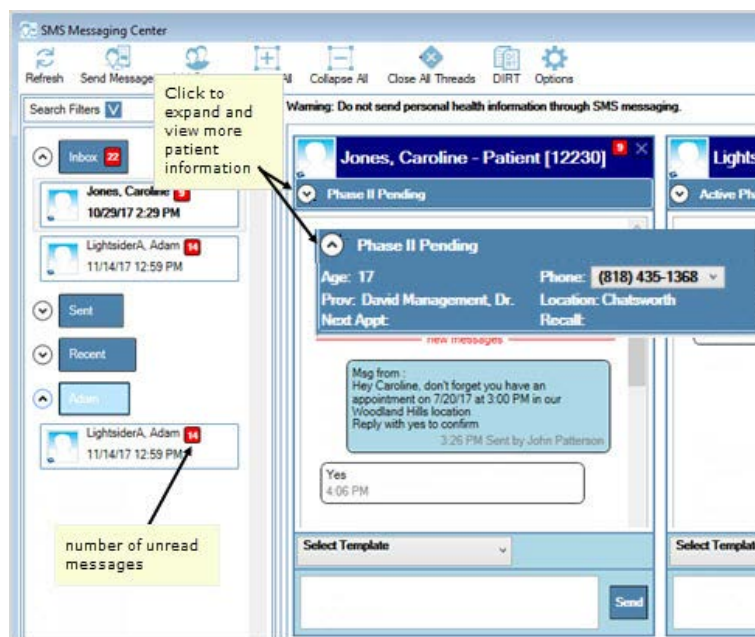 SMS Messaging Center
Refresh
Send Message
All
Collapse All
Close All Threads
DIRT
Options
Search Filters V
Warning: Do not send personal health information through SMS messaging.
Click to
expand and
view more
patient
information
Inbox 22
Jones, Caroline 9
10/29/17 2:29 PM
LightsiderA, Adam 14
11/14/17 12:59 PM
Sent
Recent
Adam
LightsiderA, Adam 14
11/14/17 12:59 PM
number of unread
messages
Jones, Caroline - Patient [12230] 9
Phase II Pending
Phase II Pending
Age: 17
Phone: (818) 435-1368
Prov: David Management, Dr.
Location: Chatsworth
Next Appt:
Recall:
new messages
Msg from :
Hey Caroline, don't forget you have an
appointment on 7/20/17 at 3:00 PM in our
Woodland Hills location
Reply with yes to confirm
3:26 PM Sent by John Patterson
Yes
4:06 PM
Select Template
Send
Lights
Active Ph
Select Templat